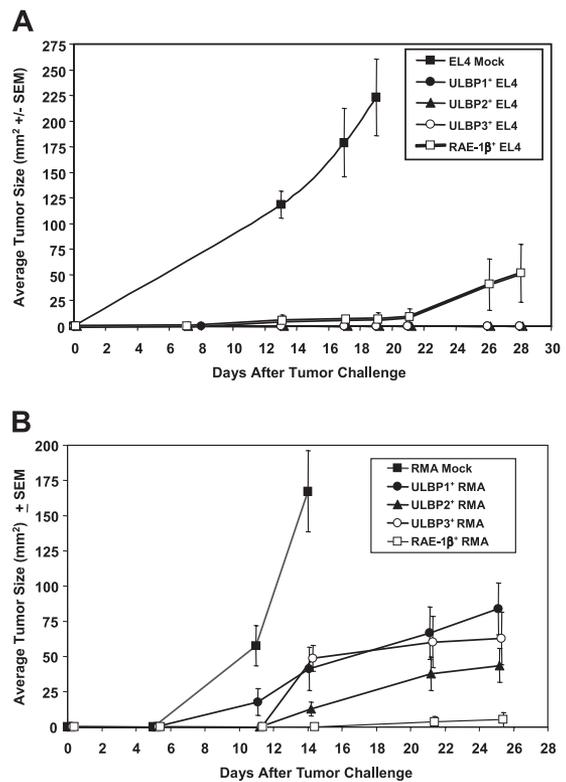 A
Average Tumor Size (mm² +/- SEM)
275
250
225
200
175
150
125
100
75
50
25
0
EL4 Mock
ULBP1⁺ EL4
ULBP2⁺ EL4
ULBP3⁺ EL4
RAE-1β⁺ EL4
0 2 4 6 8 10 12 14 16 18 20 22 24 26 28 30
Days After Tumor Challenge
B
Average Tumor Size (mm²) ± SEM
200
175
150
125
100
75
50
25
0
RMA Mock
ULBP1⁺ RMA
ULBP2⁺ RMA
ULBP3⁺ RMA
RAE-1β⁺ RMA
0 2 4 6 8 10 12 14 16 18 20 22 24 26 28
Days After Tumor Challenge